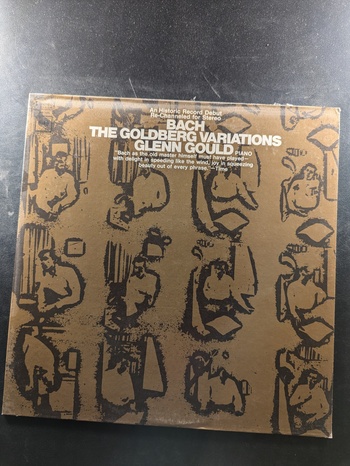 An Historic Record Debut
Re-Channeled for Stereo
BACH
THE GOLDBERG VARIATIONS
GLENN GOULD PIANO
"Bach as the old master himself must have played—
with delight in speeding like the wind, joy in squeezing
beauty out of every phrase."—Time